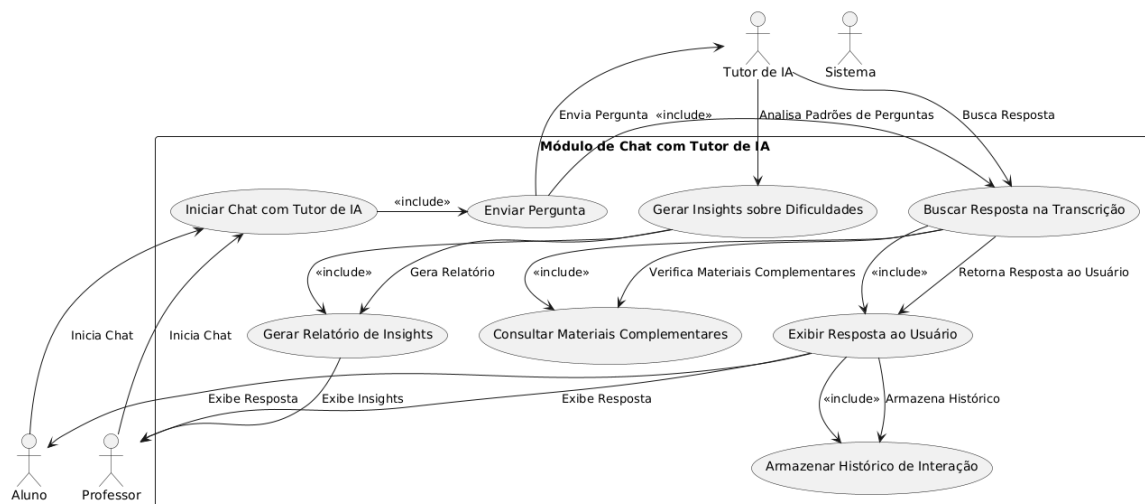 Tutor de IA
Sistema
Envia Pergunta
«include»
Analisa Padrões de Perguntas
Busca Resposta
Módulo de Chat com Tutor de IA
Iniciar Chat com Tutor de IA
«include»
Enviar Pergunta
Gerar Insights sobre Dificuldades
Buscar Resposta na Transcrição
«include»
Gera Relatório
«include»
Verifica Materiais Complementares
«include»
Retorna Resposta ao Usuário
Inicia Chat
Inicia Chat
Gerar Relatório de Insights
Consultar Materiais Complementares
Exibir Resposta ao Usuário
Exibe Resposta
Exibe Insights
Exibe Resposta
«include»
Armazena Histórico
Aluno
Professor
Armazenar Histórico de Interação